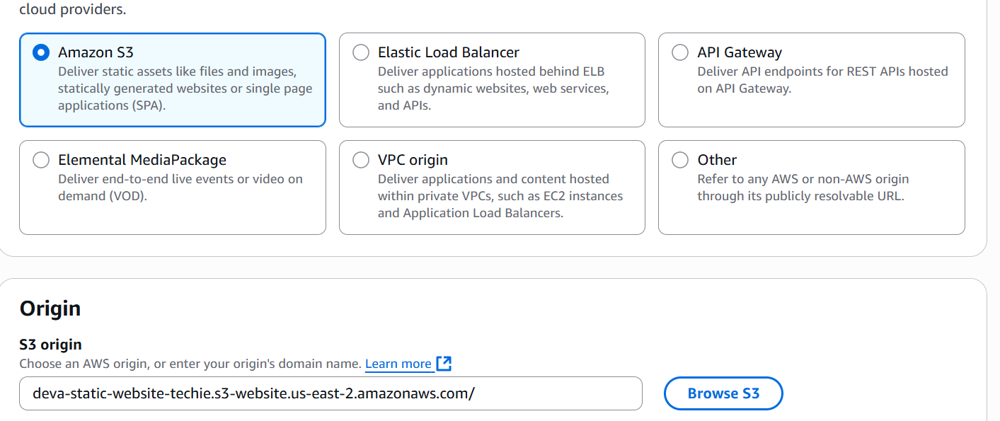 cloud providers.
Amazon S3
Deliver static assets like files and images,
statically generated websites or single page
applications (SPA).
Elastic Load Balancer
Deliver applications hosted behind ELB
such as dynamic websites, web services,
and APIs.
API Gateway
Deliver API endpoints for REST APIs hosted
on API Gateway.
Elemental MediaPackage
Deliver end-to-end live events or video on
demand (VOD).
VPC origin
Deliver applications and content hosted
within private VPCs, such as EC2 instances
and Application Load Balancers.
Other
Refer to any AWS or non-AWS origin
through its publicly resolvable URL.
Origin
S3 origin
Choose an AWS origin, or enter your origin's domain name. Learn more
deva-static-website-techie.s3-website.us-east-2.amazonaws.com/
Browse S3